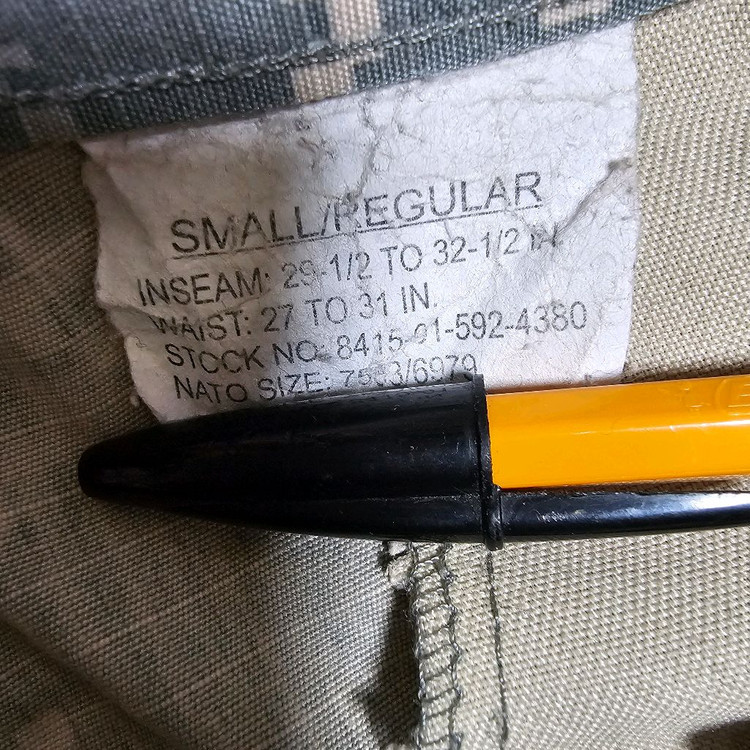 SMALL/REGULAR
INSEAM: 29-1/2 TO 32-1/2 IN.
WAIST: 27 TO 31 IN.
STOCK NO: 8415-01-592-4380
NATO SIZE: